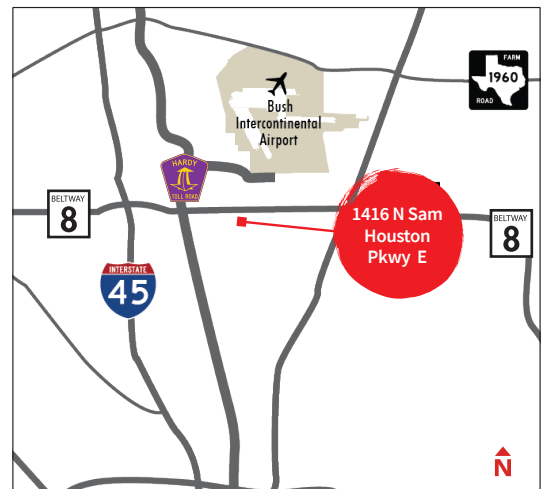 FARM
1960
ROAD
Bush
Intercontinental
Airport
HARDY
TOLL ROAD
BELTWAY
8
1416 N Sam
Houston
Pkwy E
BELTWAY
8
INTERSTATE
45
N